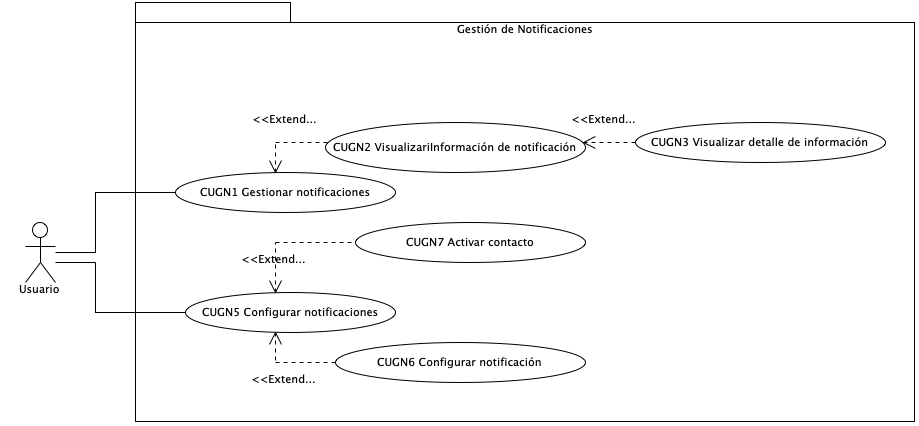 Gestión de Notificaciones
<<Extend...
<<Extend...
CUGN2 VisualizariInformación de notificación
CUGN3 Visualizar detalle de información
CUGN1 Gestionar notificaciones
CUGN7 Activar contacto
<<Extend...
Usuario
CUGN5 Configurar notificaciones
CUGN6 Configurar notificación
<<Extend...